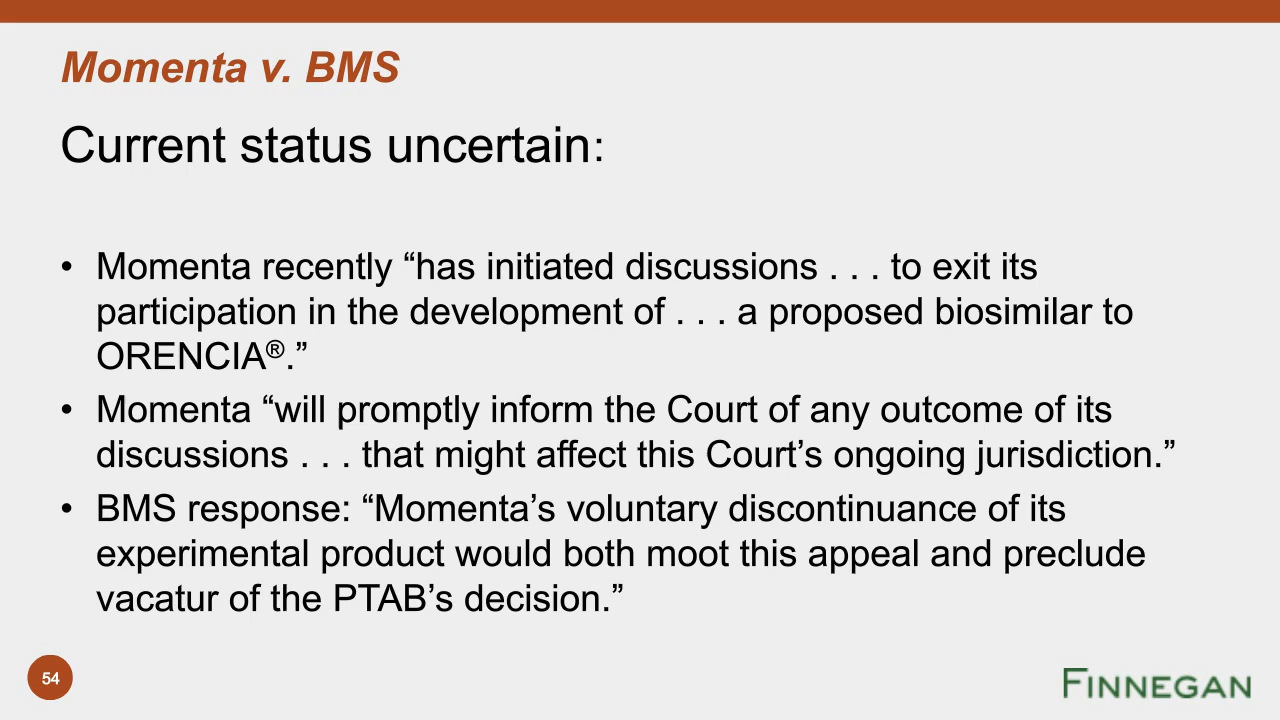 Momenta v. BMS
Current status uncertain:
• Momenta recently “has initiated discussions . . . to exit its
participation in the development of . . . a proposed biosimilar to
ORENCIA®.”
• Momenta “will promptly inform the Court of any outcome of its
discussions . . . that might affect this Court’s ongoing jurisdiction.”
• BMS response: “Momenta’s voluntary discontinuance of its
experimental product would both moot this appeal and preclude
vacatur of the PTAB’s decision.”
54
FINNEGAN